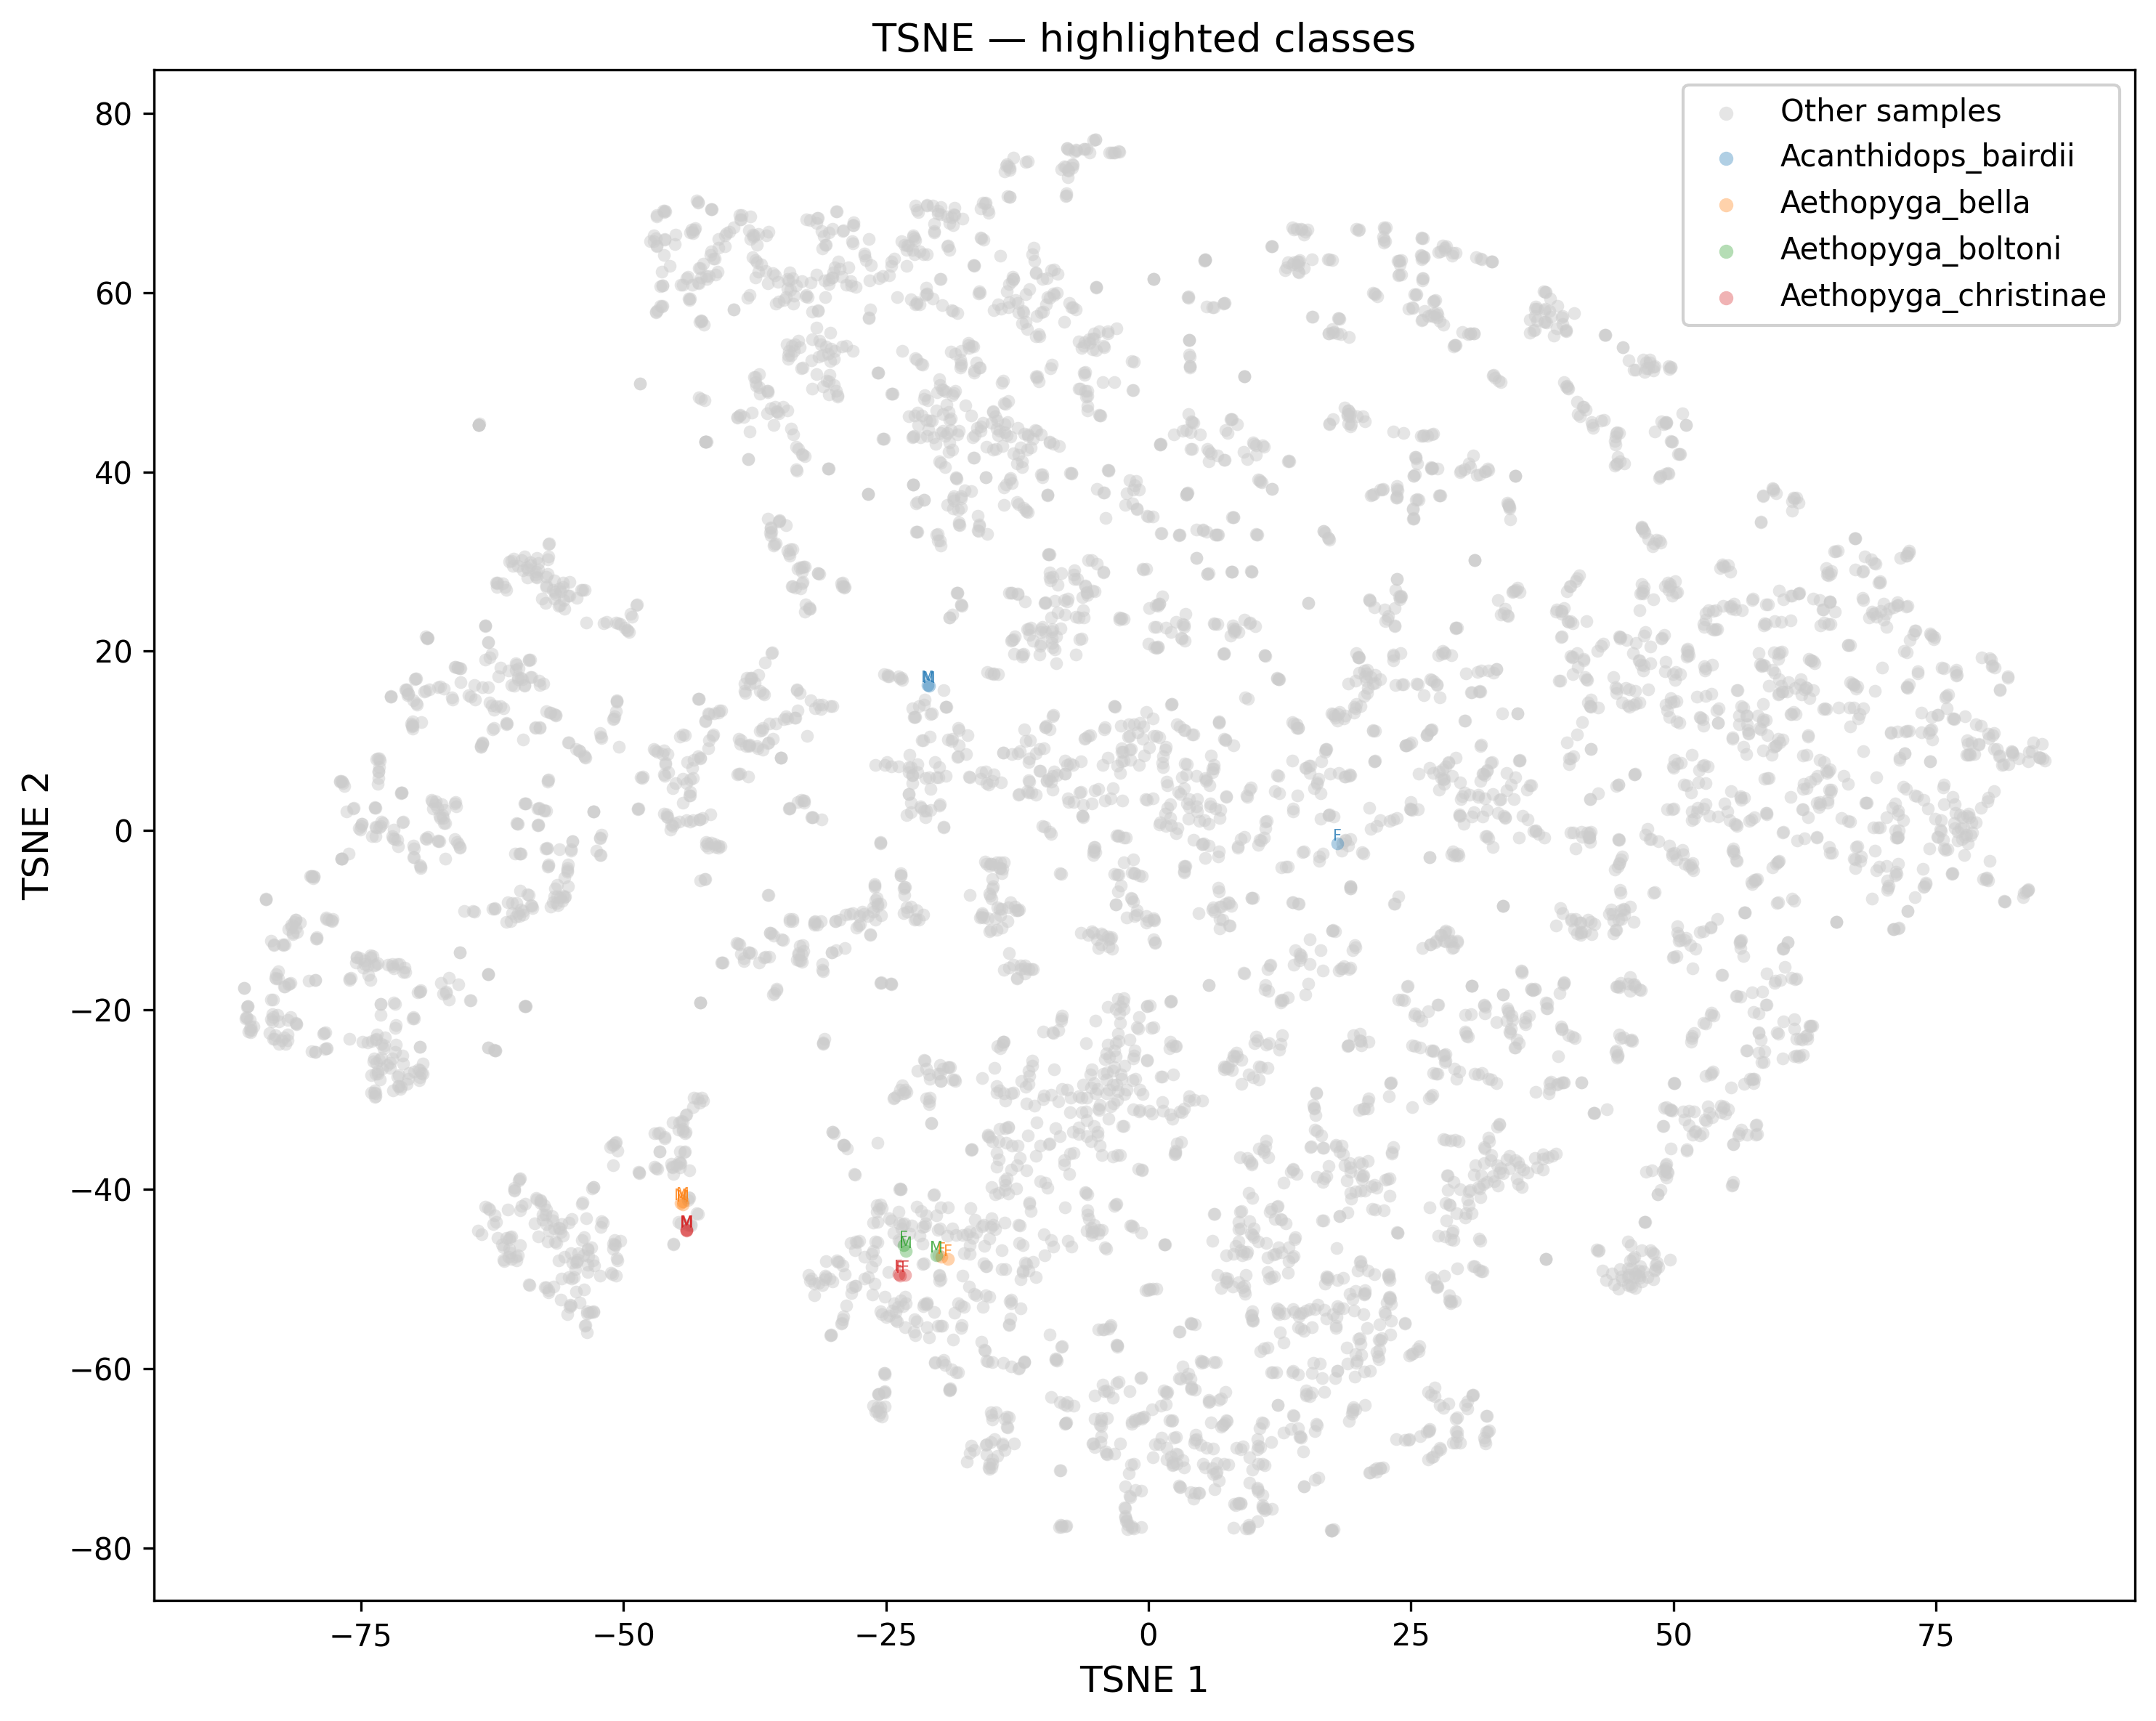 TSNE — highlighted classes
Other samples
Acanthidops_bairdii
Aethopyga_bella
Aethopyga_boltoni
Aethopyga_christinae
TSNE 2
80
60
40
20
0
−20
−40
−60
−80
M
F
M
M
F
M
M
F
F
F
−75
−50
−25
0
25
50
75
TSNE 1